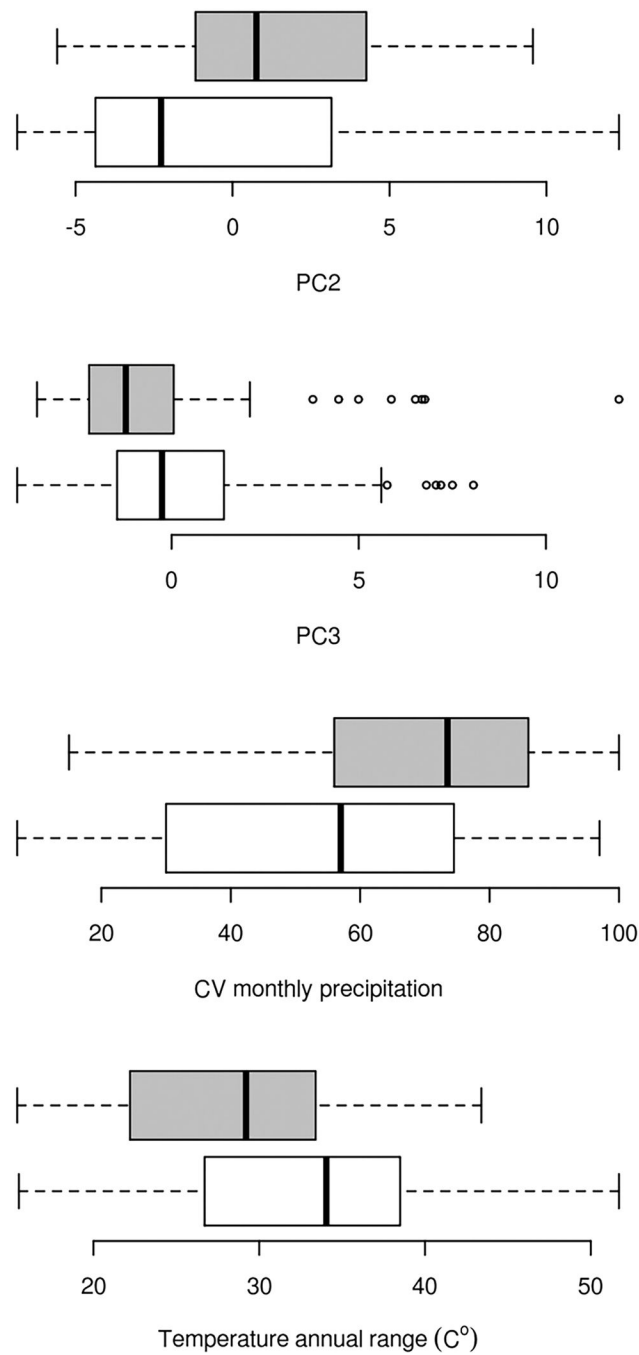 -5 0 5 10
PC2
0 5 10
PC3
20 40 60 80 100
CV monthly precipitation
20 30 40 50
Temperature annual range (Cº)